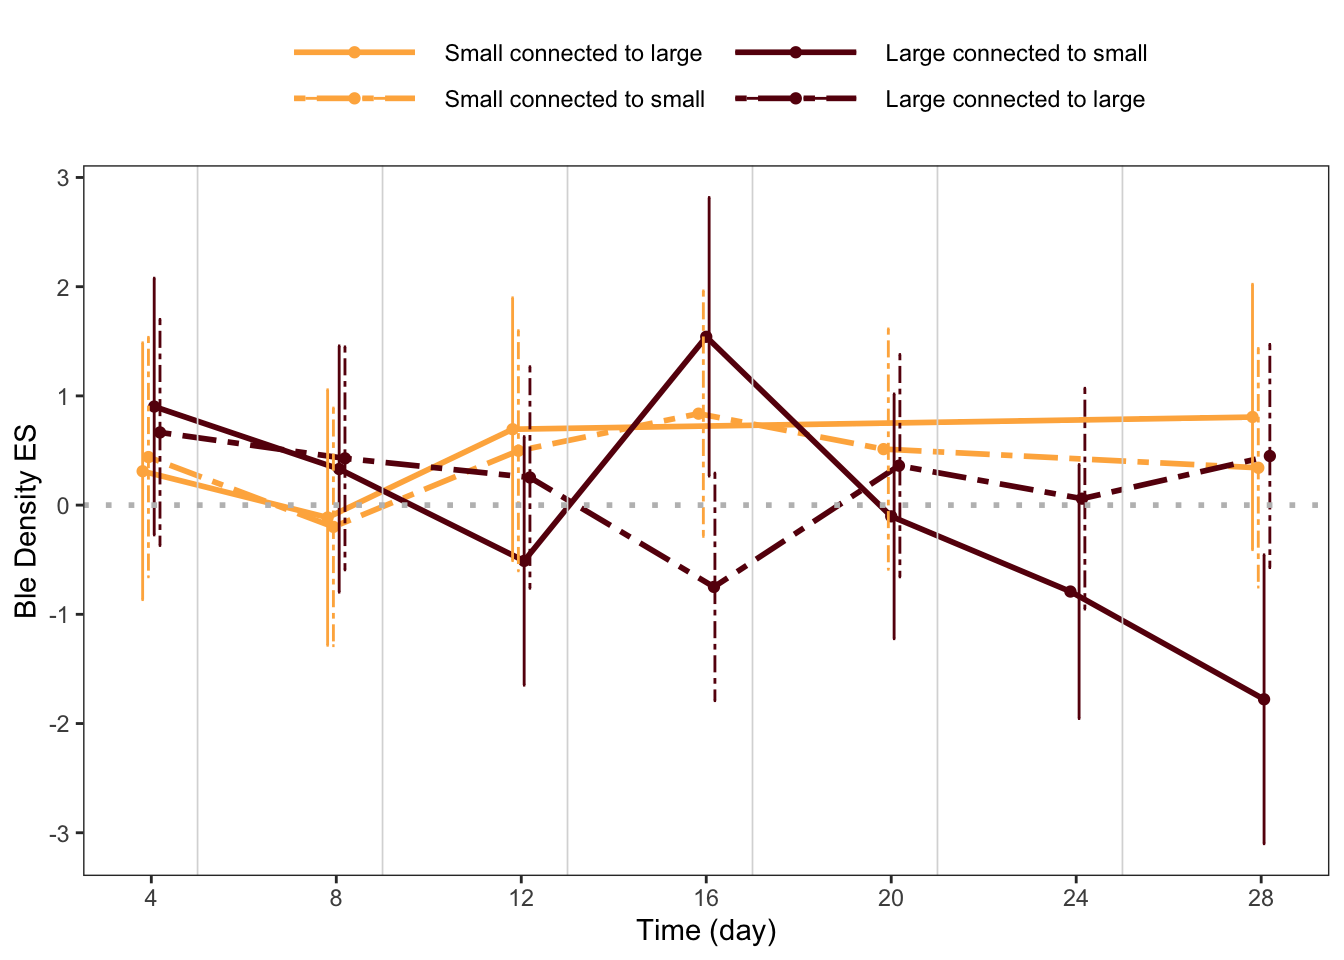 Small connected to large
Large connected to small
Small connected to small
Large connected to large
3
2
1
0
-1
-2
-3
Ble Density ES
4 8 12 16 20 24 28
Time (day)